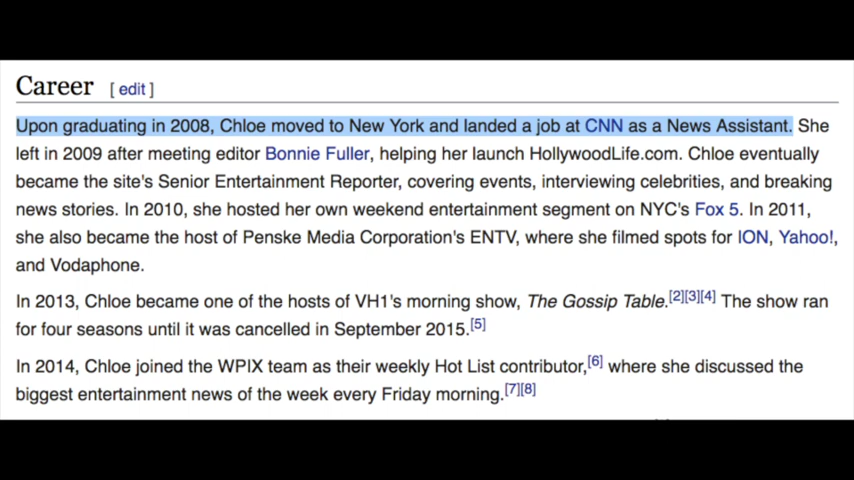 Career [ edit ]
Upon graduating in 2008, Chloe moved to New York and landed a job at CNN as a News Assistant. She
left in 2009 after meeting editor Bonnie Fuller, helping her launch HollywoodLife.com. Chloe eventually
became the site's Senior Entertainment Reporter, covering events, interviewing celebrities, and breaking
news stories. In 2010, she hosted her own weekend entertainment segment on NYC's Fox 5. In 2011,
she also became the host of Penske Media Corporation's ENTV, where she filmed spots for ION, Yahoo!,
and Vodaphone.
In 2013, Chloe became one of the hosts of VH1's morning show, The Gossip Table.[2][3][4] The show ran
for four seasons until it was cancelled in September 2015.[5]
In 2014, Chloe joined the WPIX team as their weekly Hot List contributor,[6] where she discussed the
biggest entertainment news of the week every Friday morning.[7][8]